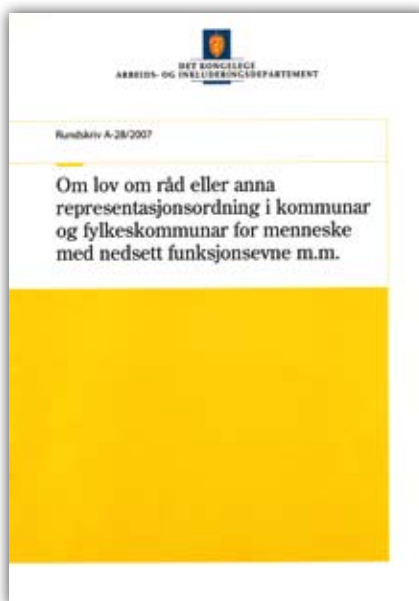 DET KONGELEGE
ARBEIDS- OG INKLUDERINGSDEPARTEMENT
Rundskriv A-28/2007
Om lov om råd eller anna
representasjonsordning i kommunar
og fylkeskommunar for menneske
med nedsett funksjonsevne m.m.